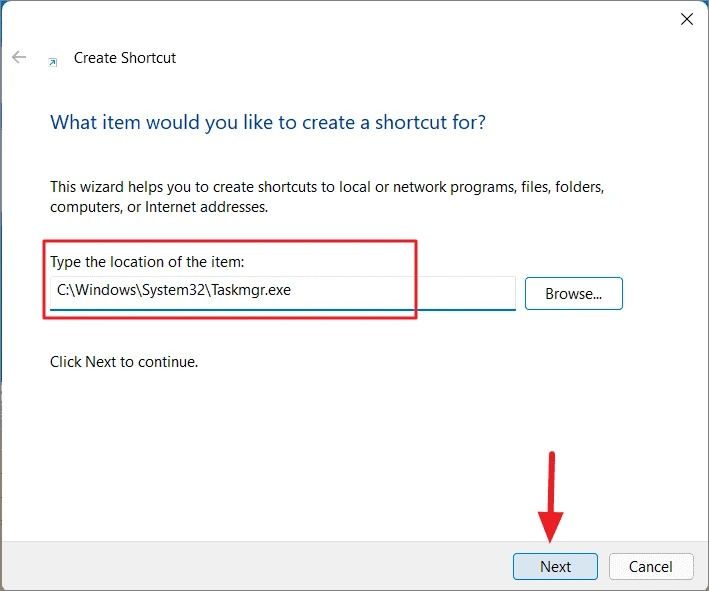 Create Shortcut
What item would you like to create a shortcut for?
This wizard helps you to create shortcuts to local or network programs, files, folders,
computers, or Internet addresses.
Type the location of the item:
C:\Windows\System32\Taskmgr.exe
Browse...
Click Next to continue.
Next
Cancel